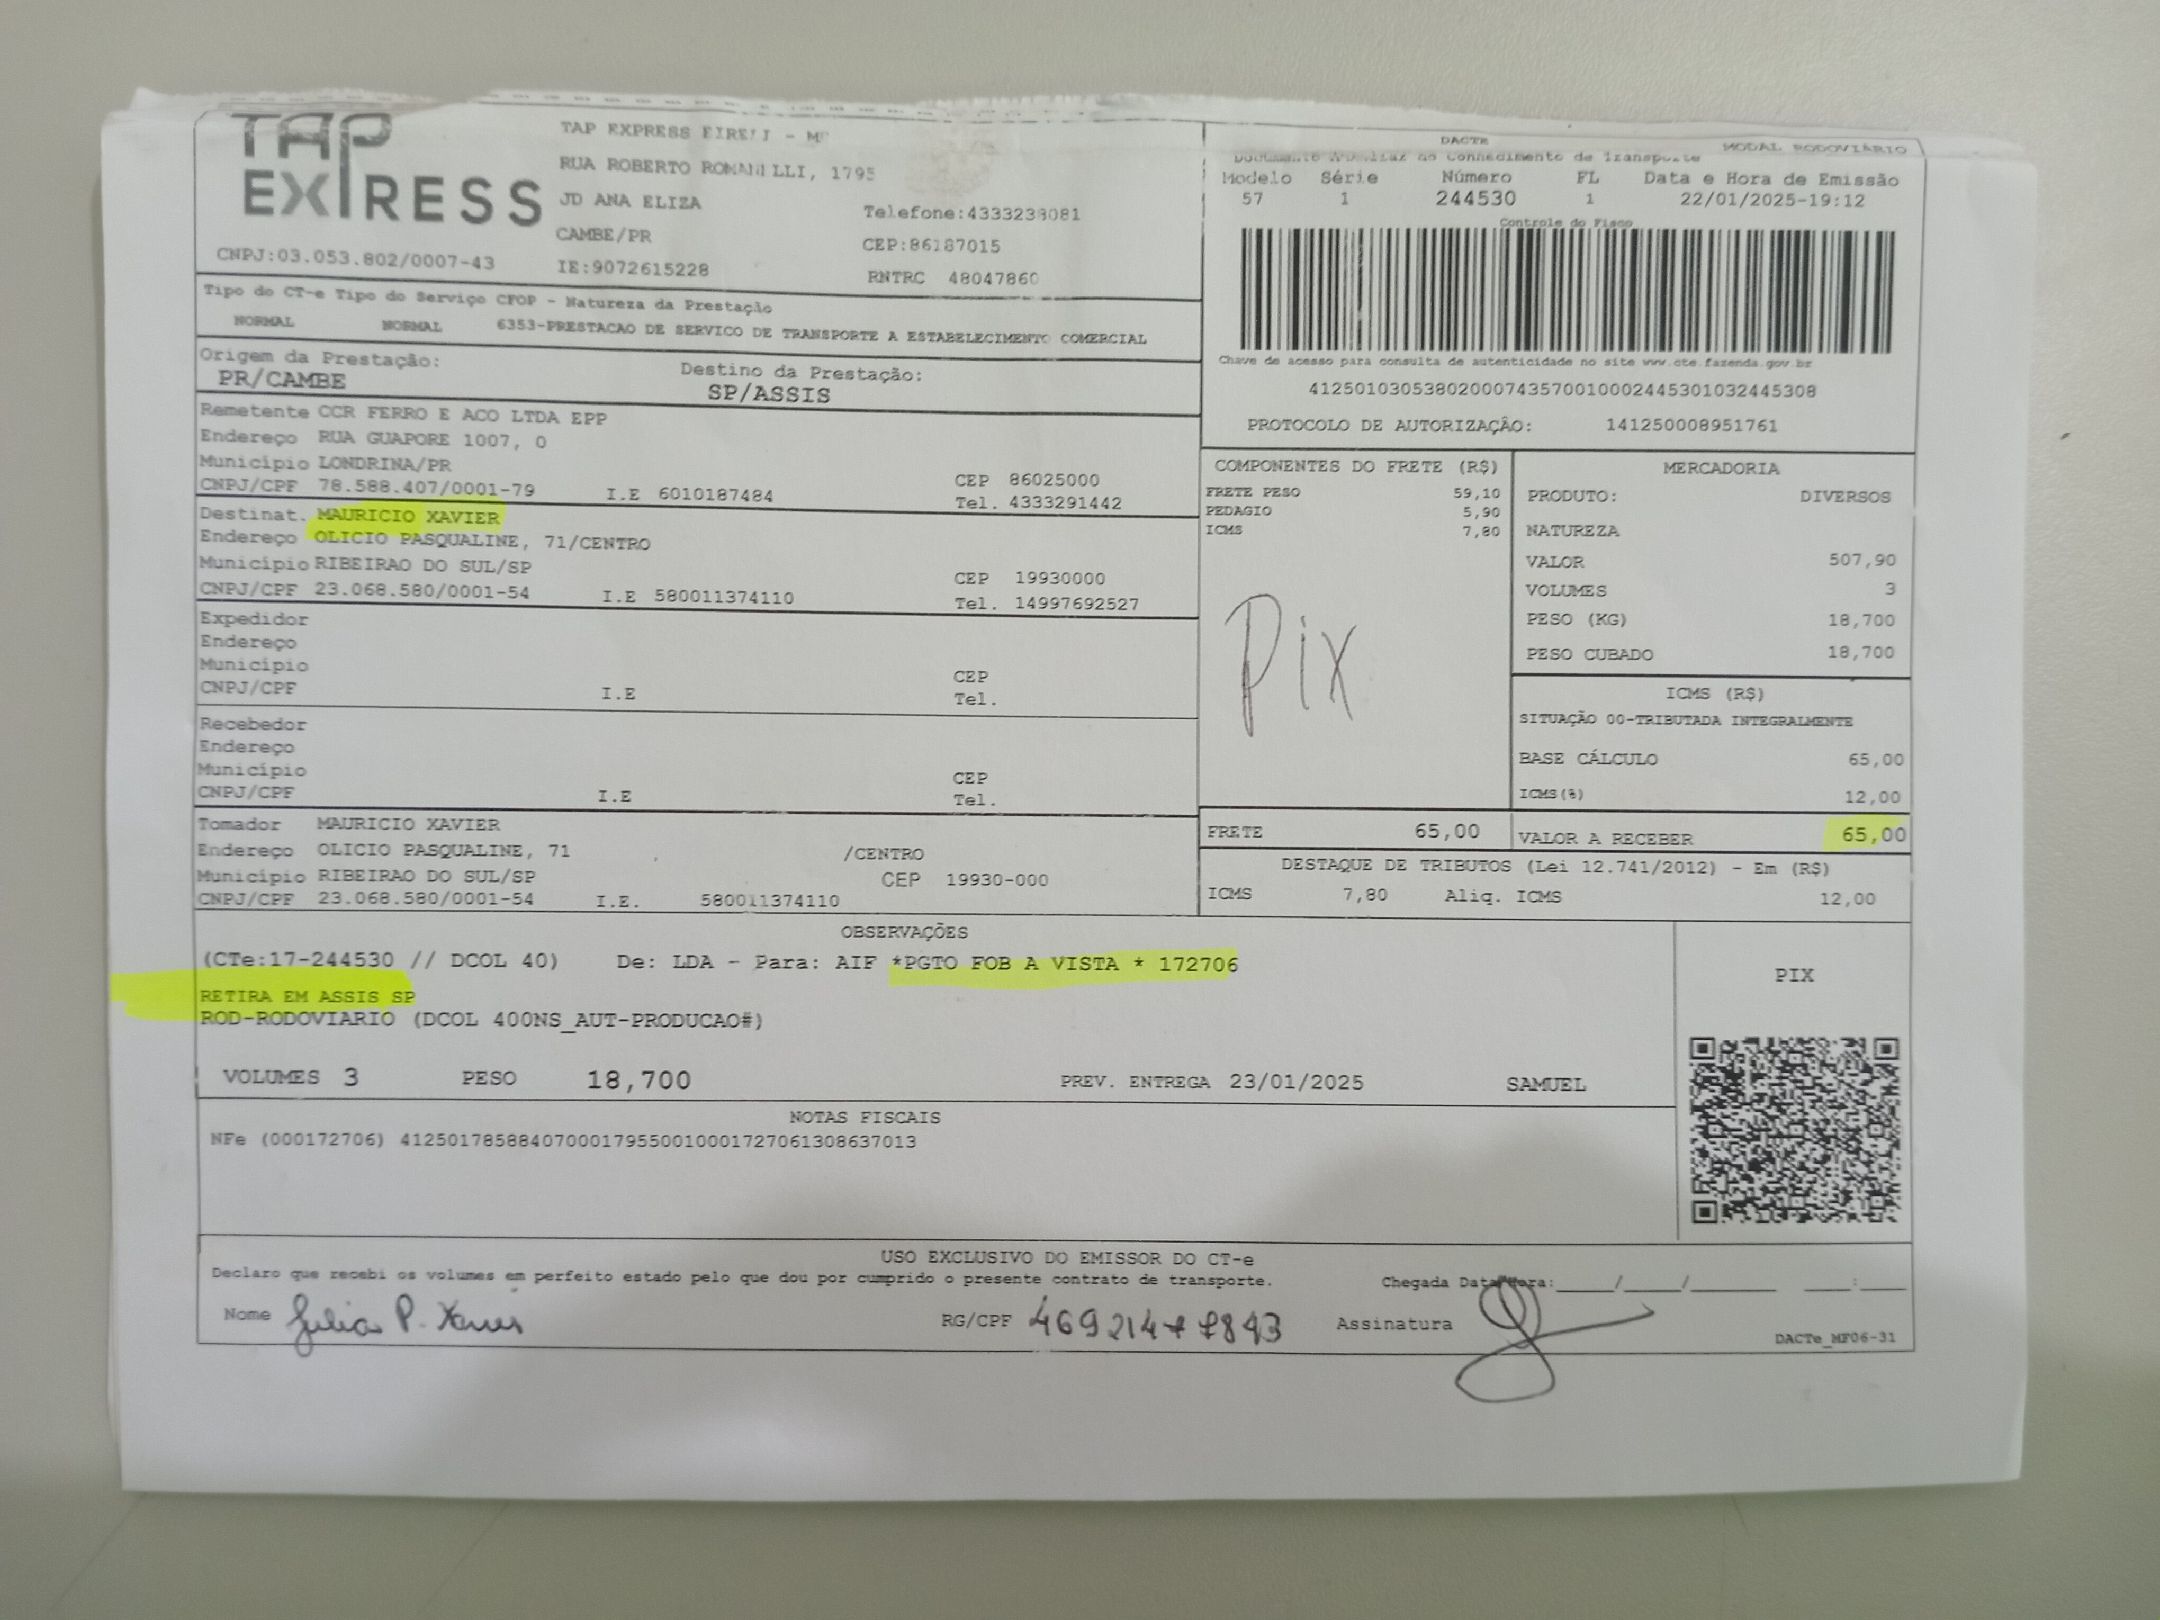 TAP
EXPRESS
CNPJ:03.053.802/0007-43
TAP EXPRESS EIRELI - ME
RUA ROBERTO ROMANELLI, 1795
JD ANA ELIZA
CAMBE/PR
IE:9072615228
Telefone:4333238081
CEP:86187015
RNTRC 48047860
DACTE MODAL RODOVIÁRIO
Documento Auxiliar do Conhecimento de Transporte
Modelo Série Número FL Data e Hora de Emissão
57 1 244530 1 22/01/2025-19:12
Controle do Fisco
Chave de acesso para consulta de autenticidade no site www.cte.fazenda.gov.br
41250103053802000743570010002445301032445308
PROTOCOLO DE AUTORIZAÇÃO: 141250008951761
Tipo do CT-e Tipo do Serviço CFOP - Natureza da Prestação
NORMAL NORMAL 6353-PRESTACAO DE SERVICO DE TRANSPORTE A ESTABELECIMENTO COMERCIAL
Origem da Prestação: Destino da Prestação:
PR/CAMBE SP/ASSIS
Remetente CCR FERRO E ACO LTDA EPP
Endereço RUA GUAPORE 1007, 0
Município LONDRINA/PR CEP 86025000
CNPJ/CPF 78.588.407/0001-79 I.E 6010187484 Tel. 4333291442
Destinat. MAURICIO XAVIER
Endereço OLICIO PASQUALINE, 71/CENTRO
Município RIBEIRAO DO SUL/SP CEP 19930000
CNPJ/CPF 23.068.580/0001-54 I.E 580011374110 Tel. 14997692527
Expedidor
Endereço
Município CEP
CNPJ/CPF I.E Tel.
Recebedor
Endereço
Município CEP
CNPJ/CPF I.E Tel.
Tomador MAURICIO XAVIER
Endereço OLICIO PASQUALINE, 71 /CENTRO
Município RIBEIRAO DO SUL/SP CEP 19930-000
CNPJ/CPF 23.068.580/0001-54 I.E. 580011374110
COMPONENTES DO FRETE (R$)
FRETE PESO 59,10
PEDAGIO 5,90
ICMS 7,80
Pix
MERCADORIA
PRODUTO: DIVERSOS
NATUREZA
VALOR 507,90
VOLUMES 3
PESO (KG) 18,700
PESO CUBADO 18,700
ICMS (R$)
SITUAÇÃO 00-TRIBUTADA INTEGRALMENTE
BASE CÁLCULO 65,00
ICMS(%) 12,00
FRETE 65,00 VALOR A RECEBER 65,00
DESTAQUE DE TRIBUTOS (Lei 12.741/2012) - Em (R$)
ICMS 7,80 Aliq. ICMS 12,00
OBSERVAÇÕES
(CTe:17-244530 // DCOL 40) De: LDA - Para: AIF *PGTO FOB A VISTA * 172706
RETIRA EM ASSIS SP
ROD-RODOVIARIO (DCOL 400NS_AUT-PRODUCAO#)
VOLUMES 3 PESO 18,700 PREV. ENTREGA 23/01/2025 SAMUEL
PIX
NOTAS FISCAIS
NFe (000172706) 41250178588407000179550010001727061308637013
USO EXCLUSIVO DO EMISSOR DO CT-e
Declaro que recebi os volumes em perfeito estado pelo que dou por cumprido o presente contrato de transporte. Chegada Data/Hora:_____/_____/_______ ____:____
Nome Julia P. Xavier RG/CPF Assinatura
DACTe_MF06-31